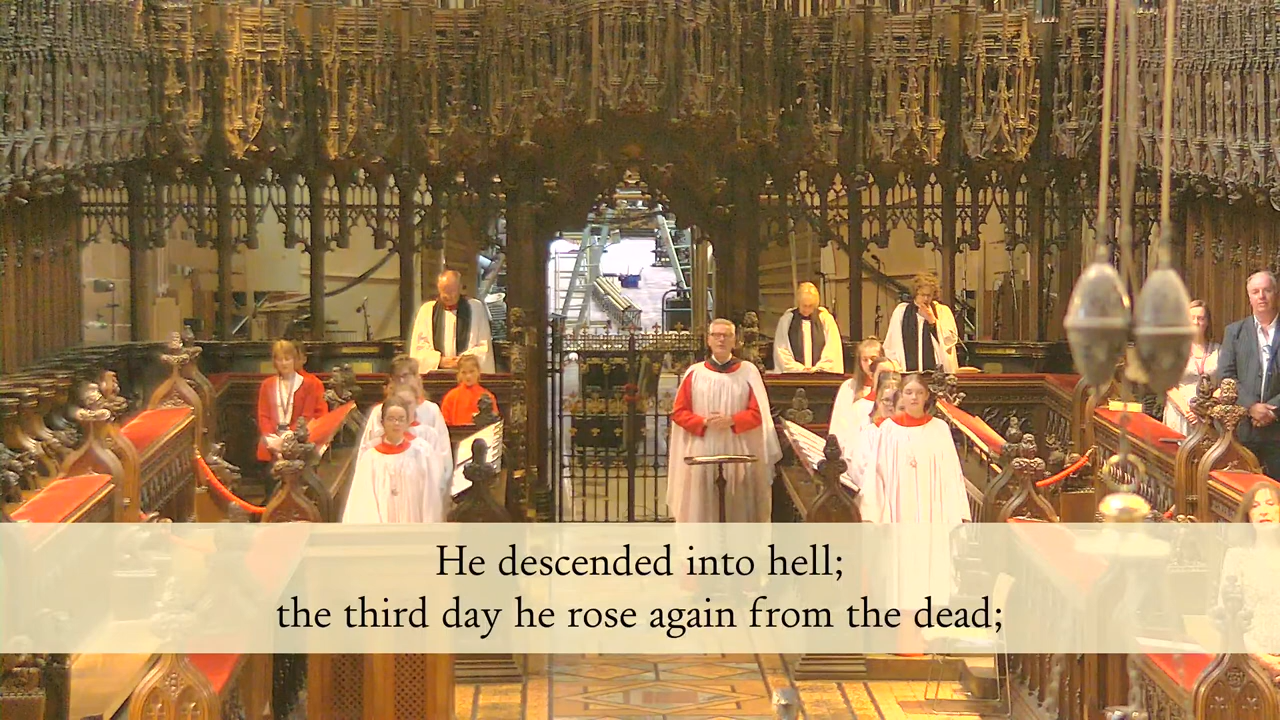 He descended into hell;
the third day he rose again from the dead;